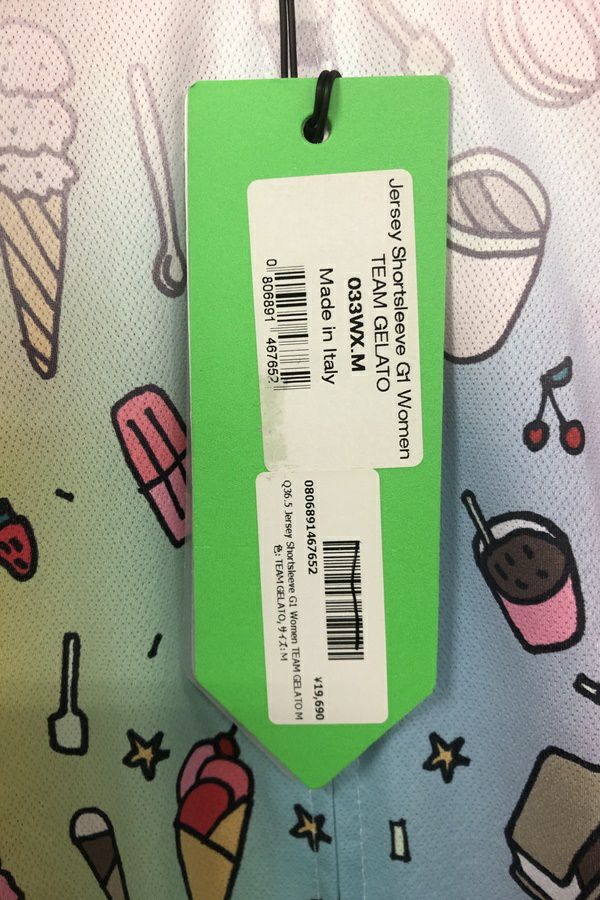 Jersey Shortsleeve G1 Women
TEAM GELATO
033WX.M
Made in Italy
0 806891 467652
¥19,690
0806891467652
Q36.5 Jersey Shortsleeve G1 Women TEAM GELATO M
色: TEAM GELATO, サイズ: M